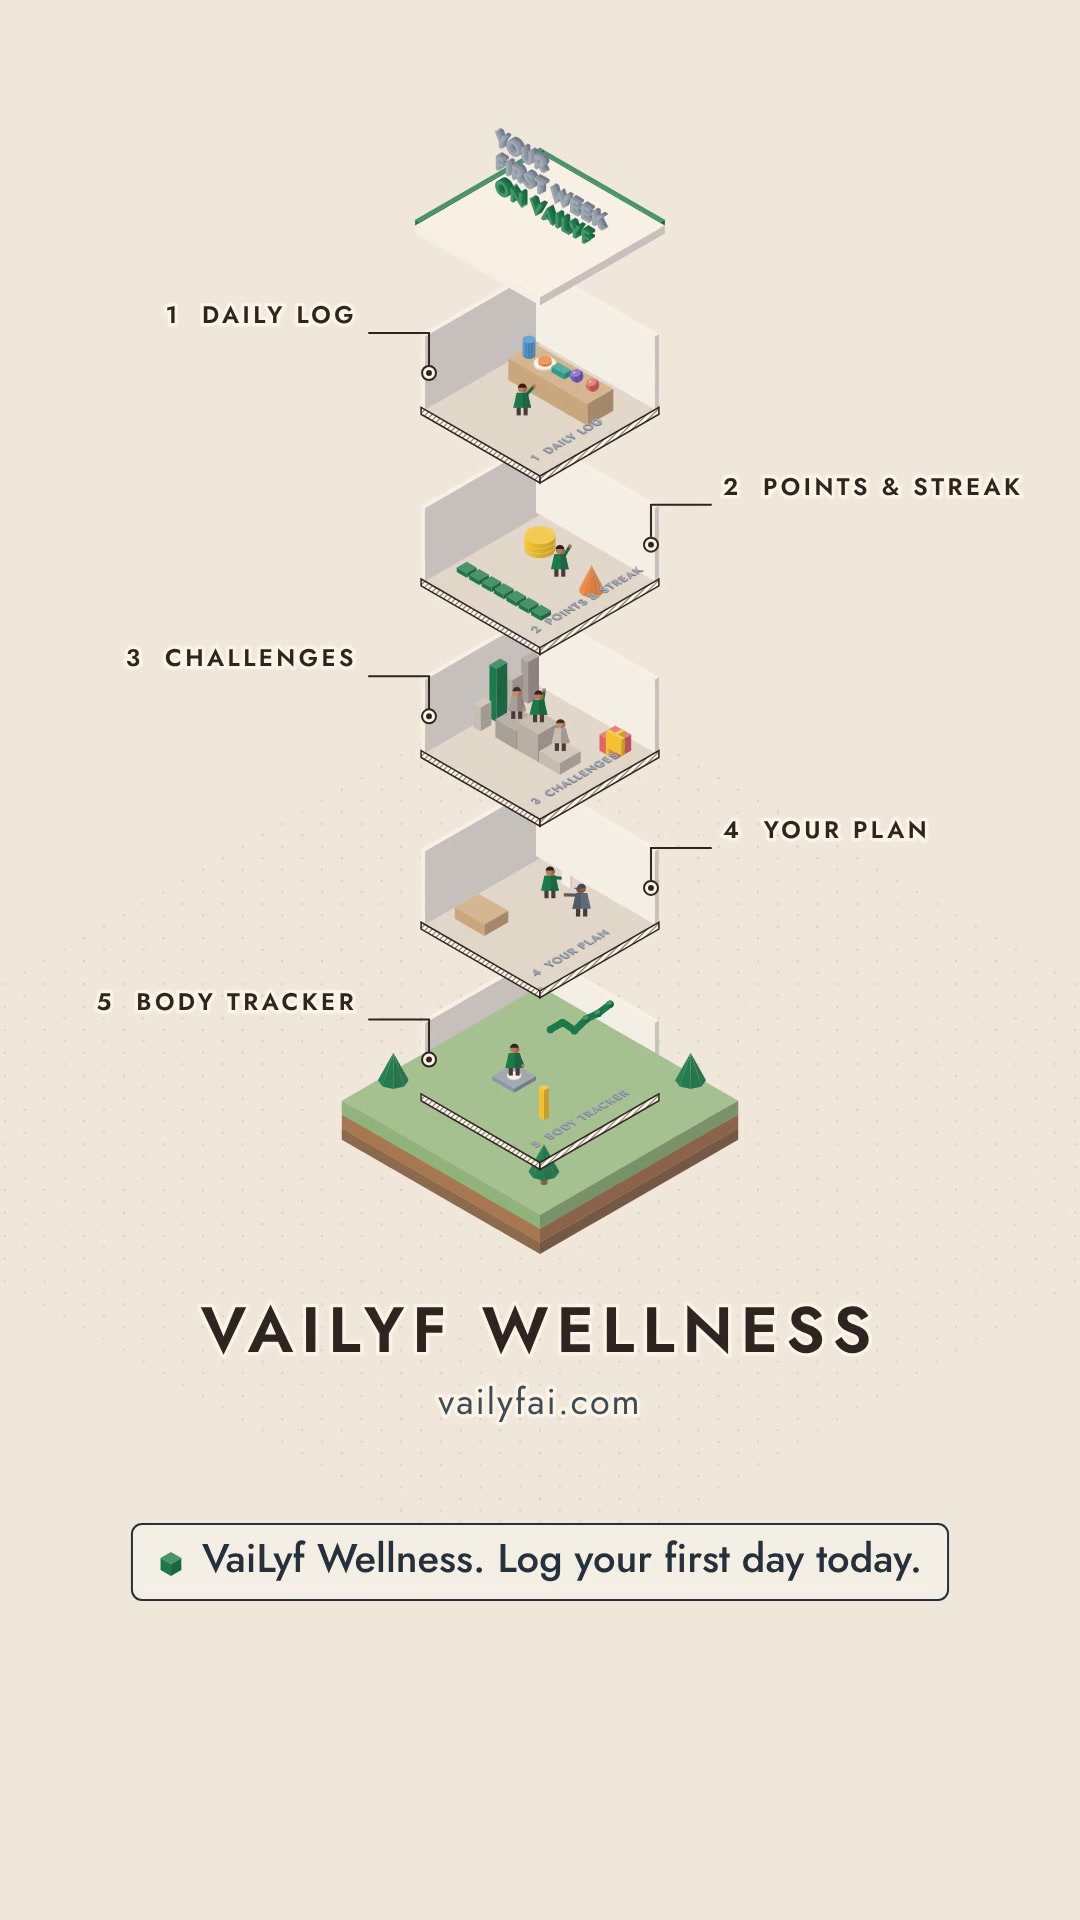 YOUR
FIRST WEEK
ON VAILYF
1 DAILY LOG
1 DAILY LOG
2 POINTS & STREAK
2 POINTS & STREAK
3 CHALLENGES
3 CHALLENGES
4 YOUR PLAN
4 YOUR PLAN
5 BODY TRACKER
5 BODY TRACKER
VAILYF WELLNESS
vailyfai.com
VaiLyf Wellness. Log your first day today.